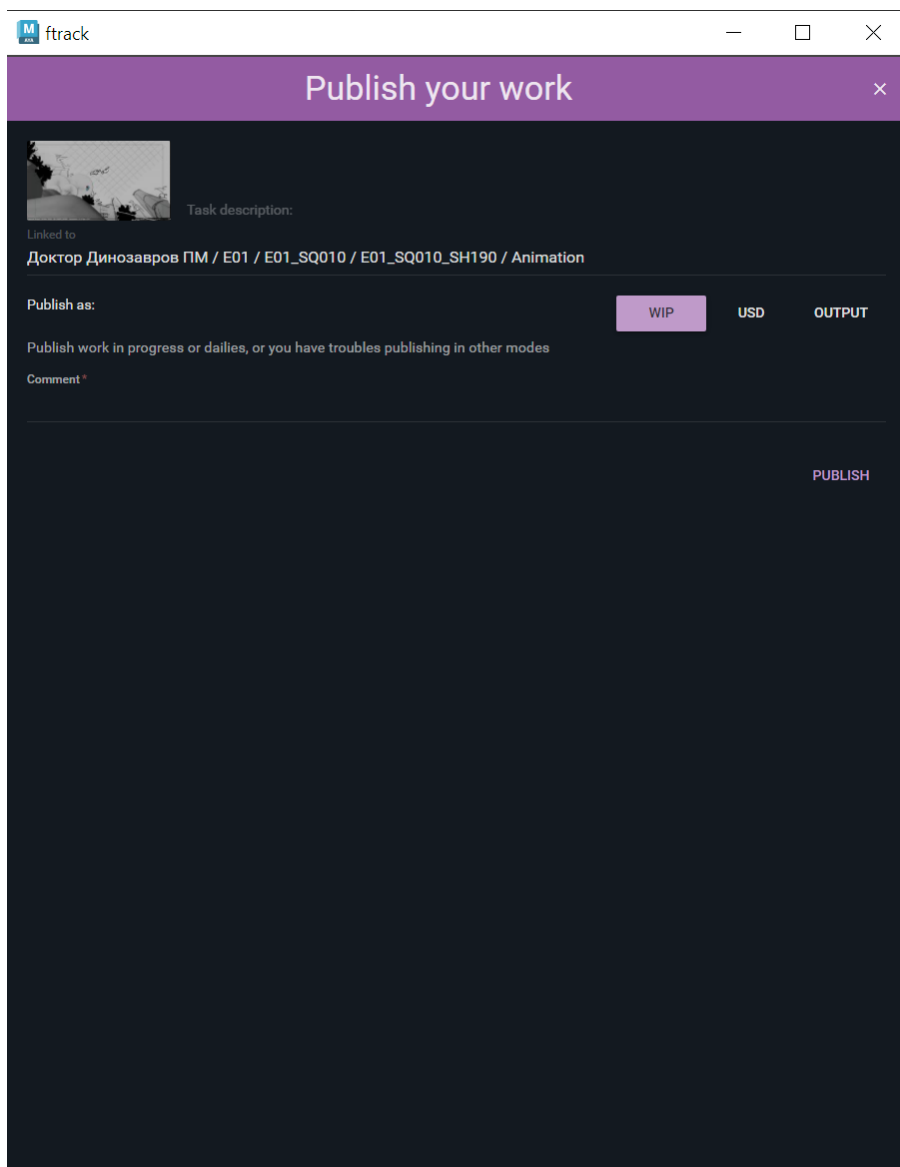 ftrack
Publish your work
Task description:
Linked to
Доктор Динозавров ПМ / E01 / E01_SQ010 / E01_SQ010_SH190 / Animation
Publish as:
WIP
USD
OUTPUT
Publish work in progress or dailies, or you have troubles publishing in other modes
Comment *
PUBLISH